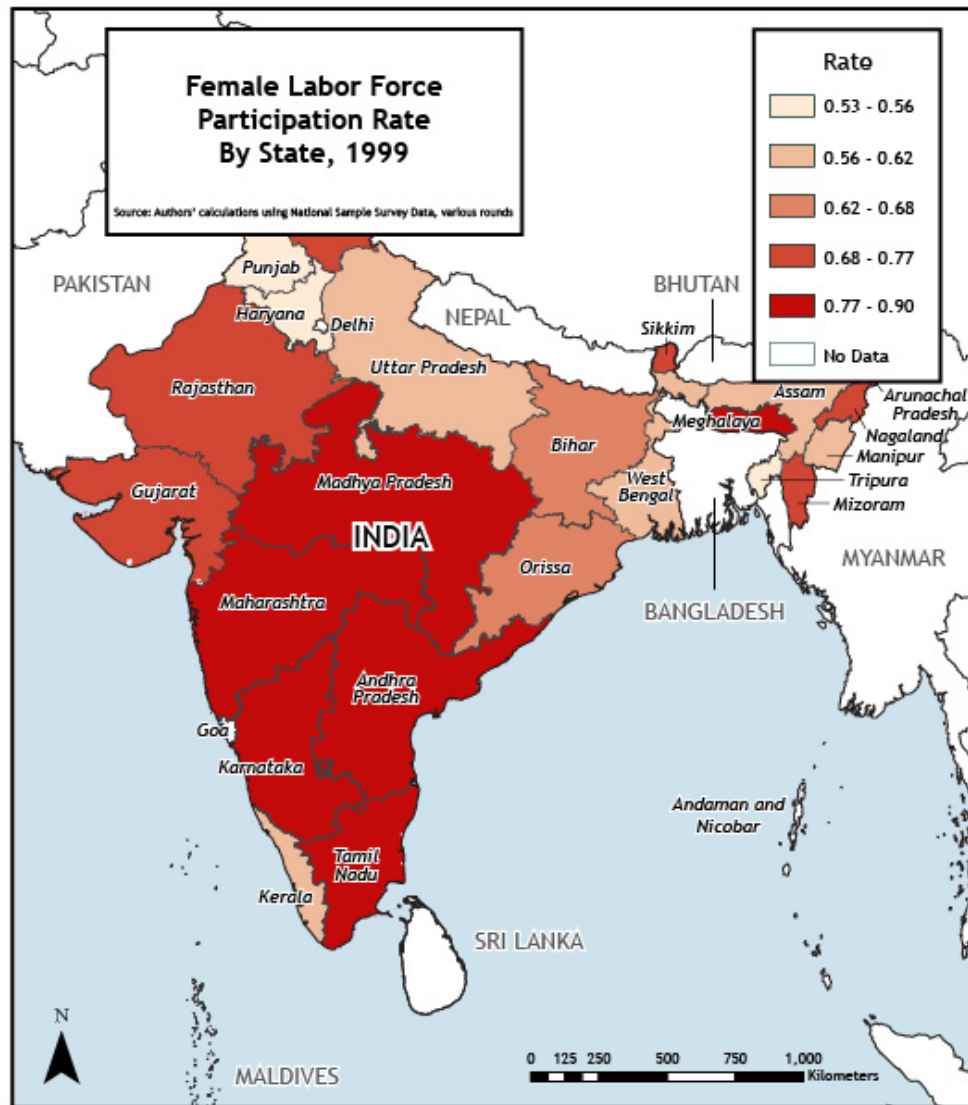 Female Labor Force
Participation Rate
By State, 1999
Source: Authors' calculations using National Sample Survey Data, various rounds
Rate
0.53 - 0.56
0.56 - 0.62
0.62 - 0.68
0.68 - 0.77
0.77 - 0.90
No Data
PAKISTAN
Punjab
Haryana
Delhi
NEPAL
BHUTAN
Sikkim
Rajasthan
Uttar Pradesh
Assam
Arunachal
Pradesh
Meghalaya
Nagaland
Bihar
Manipur
Gujarat
Madhya Pradesh
West
Bengal
Tripura
Mizoram
INDIA
Orissa
MYANMAR
Maharashtra
BANGLADESH
Andhra
Pradesh
Goa
Karnataka
Andaman and
Nicobar
Tamil
Nadu
Kerala
SRI LANKA
N
MALDIVES
0 125 250 500 750 1,000
Kilometers